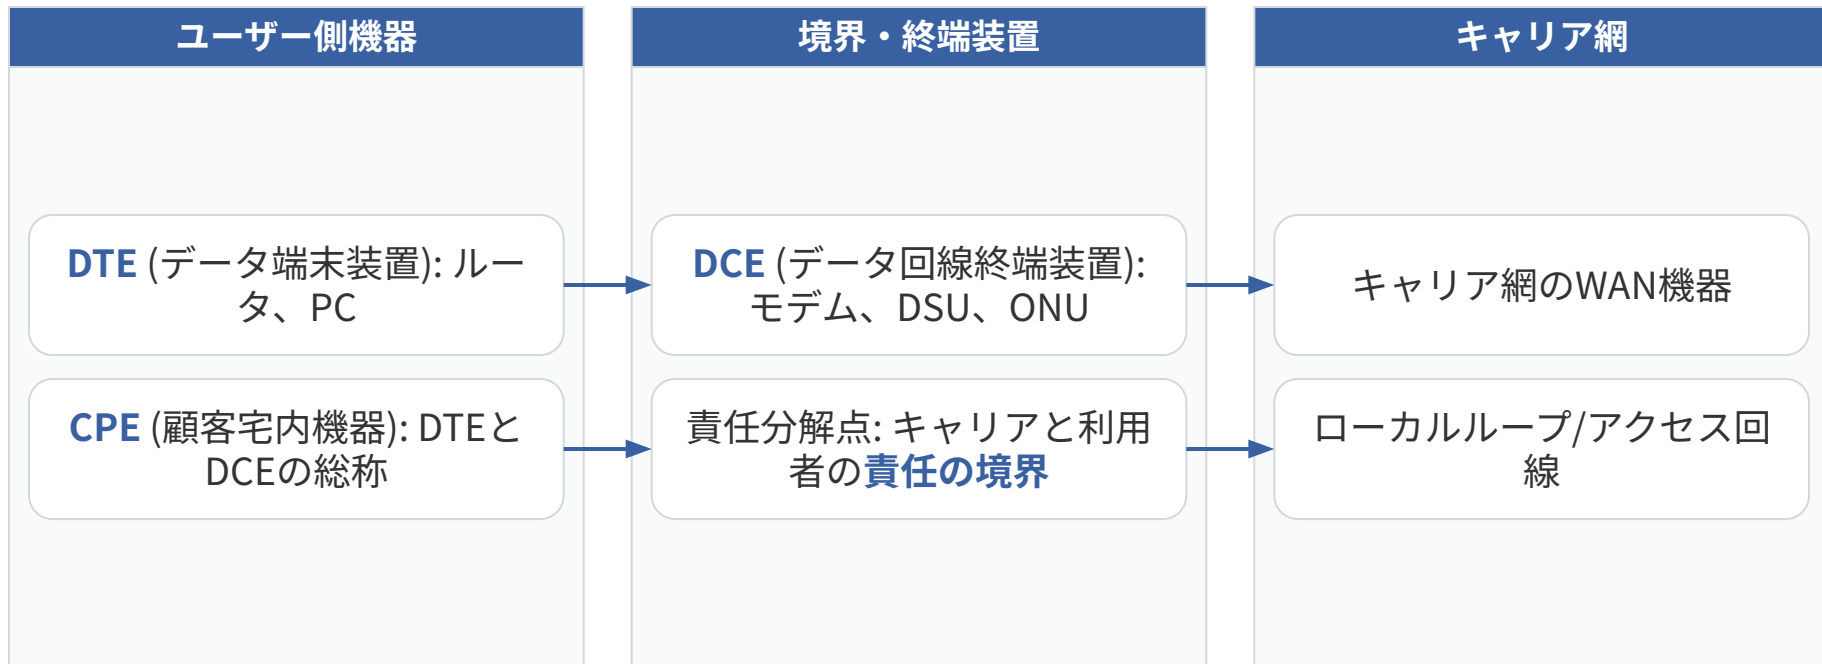 ユーザー側機器
境界・終端装置
キャリア網
DTE (データ端末装置): ルー
タ、PC
DCE (データ回線終端装置):
モデム、DSU、ONU
キャリア網のWAN機器
CPE (顧客宅内機器): DTEと
DCEの総称
責任分解点: キャリアと利用
者の責任の境界
ローカルループ/アクセス回
線